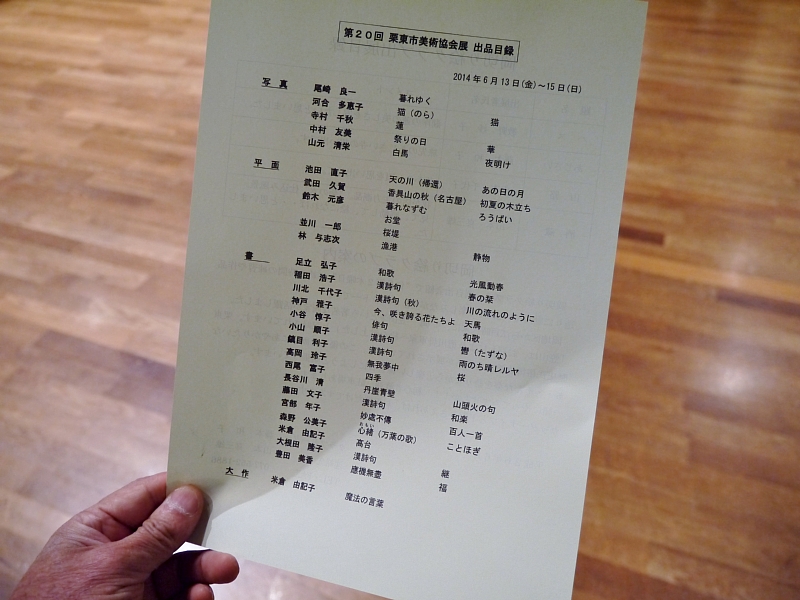 第２０回 栗東市美術協会展 出品目録
2014年6月13日(金)～15日(日)
写 真 尾崎 良一 暮れゆく
河合 多恵子 猫（のら） 猫
寺村 千秋 蓮
中村 友美 祭りの日 華
山元 清栄 白馬 夜明け
平 面 池田 直子 天の川（帰還） あの日の月
武田 久賀 香具山の秋（名古屋） 初夏の木立ち
鈴木 元彦 暮れなずむ ろうばい
お堂
並川 一郎 桜堤
林 与志次 漁港 静物
書 足立 弘子 和歌 光風動春
稲田 浩子 漢詩句 春の栞
川北 千代子 漢詩句（秋） 川の流れのように
神戸 雅子 今、咲き誇る花たちよ 天馬
小谷 惇子 俳句 和歌
小山 順子 漢詩句 轡（たずな）
鎮目 利子 漢詩句 雨のち晴レルヤ
高岡 玲子 無我夢中 桜
西尾 富子 四季
長谷川 清 丹崖青壁 山頭火の句
藤田 文子 漢詩句 和楽
宮部 年子 妙處不傳 百人一首
おもい
森野 公美子 心緒（万葉の歌） ことほぎ
米倉 由記子 高台
大根田 隆子 漢詩句 継
豊田 美香 應機無盡 福
大 作 米倉 由記子 魔法の言葉